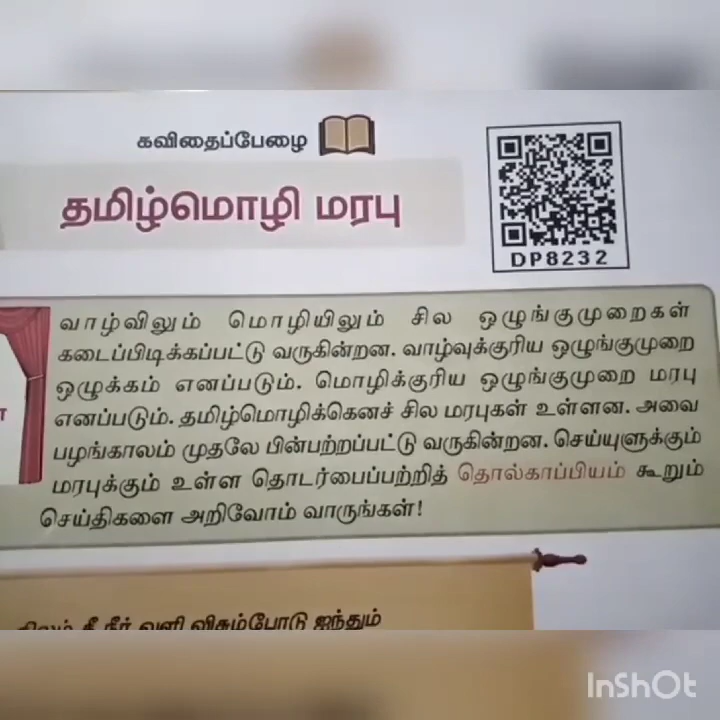 கவிதைப்பேழை
தமிழ்மொழி மரபு
DP8232
வாழ்விலும் மொழியிலும் சில ஒழுங்குமுறைகள்
கடைப்பிடிக்கப்பட்டு வருகின்றன. வாழ்வுக்குரிய ஒழுங்குமுறை
ஒழுக்கம் எனப்படும். மொழிக்குரிய ஒழுங்குமுறை மரபு
எனப்படும். தமிழ்மொழிக்கெனச் சில மரபுகள் உள்ளன. அவை
பழங்காலம் முதலே பின்பற்றப்பட்டு வருகின்றன. செய்யுளுக்கும்
மரபுக்கும் உள்ள தொடர்பைப்பற்றித் தொல்காப்பியம் கூறும்
செய்திகளை அறிவோம் வாருங்கள்!
நிலம் தீ நீர் வளி விசும்போடு ஐந்தும்
InShOt